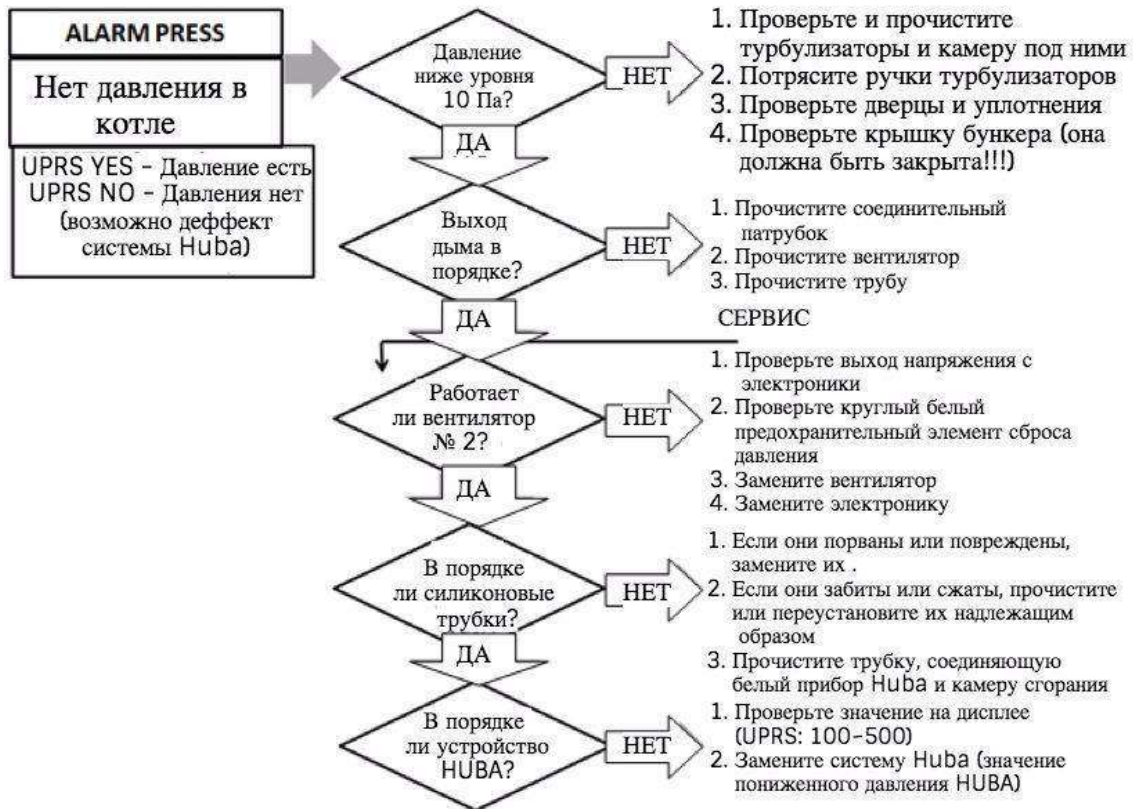 ALARM PRESS
Нет давления в
котле
UPRS YES – Давление есть
UPRS NO – Давления нет
(возможно деффект
системы Huba)
Давление
ниже уровня
10 Па?
НЕТ
1. Проверьте и прочистите
турбулизаторы и камеру под ними
2. Потрясите ручки турбулизаторов
3. Проверьте дверцы и уплотнения
4. Проверьте крышку бункера (она
должна быть закрыта!!!)
ДА
Выход
дыма в
порядке?
НЕТ
1. Прочистите соединительный
патрубок
2. Прочистите вентилятор
3. Прочистите трубу
ДА
СЕРВИС
Работает
ли вентилятор
№ 2?
НЕТ
1. Проверьте выход напряжения с
электроники
2. Проверьте круглый белый
предохранительный элемент сброса
давления
3. Замените вентилятор
4. Замените электронику
ДА
В порядке
ли силиконовые
трубки?
НЕТ
1. Если они порваны или повреждены,
замените их .
2. Если они забиты или сжаты, прочистите
или переустановите их надлежащим
образом
3. Прочистите трубку, соединяющую
белый прибор Huba и камеру сгорания
ДА
В порядке
ли устройство
HUBA?
НЕТ
1. Проверьте значение на дисплее
(UPRS: 100–500)
2. Замените систему Huba (значение
пониженного давления HUBA)